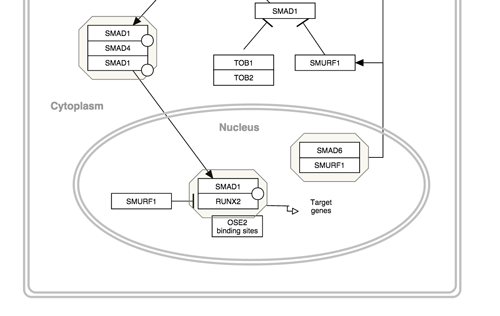 SMAD1
SMAD1
SMAD4
SMAD1
TOB1
TOB2
SMURF1
Cytoplasm
Nucleus
SMAD6
SMURF1
SMAD1
RUNX2
SMURF1
Target
genes
OSE2
binding sites